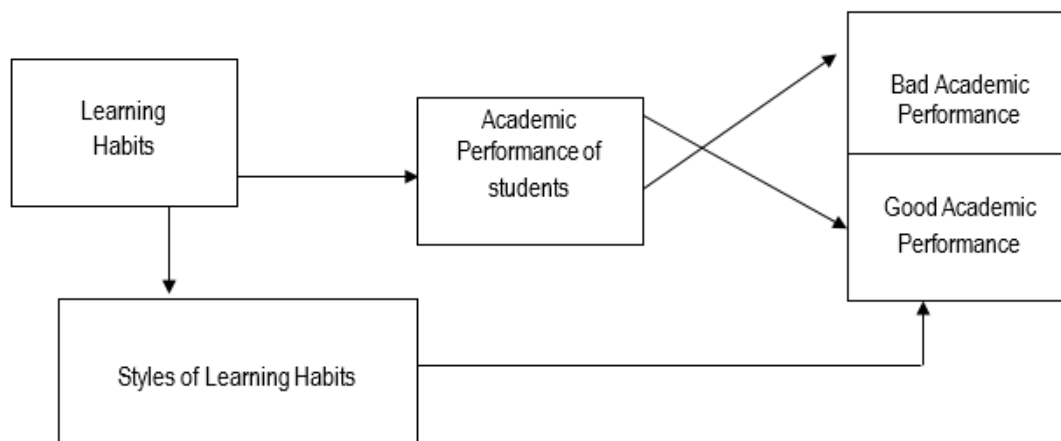 Learning
Habits
Academic
Performance of
students
Bad Academic
Performance
Good Academic
Performance
Styles of Learning Habits